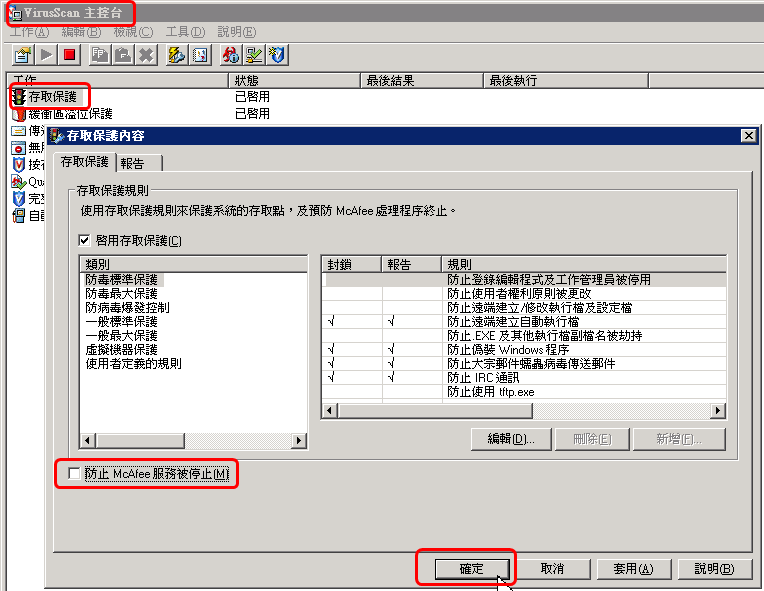 VirusScan 主控台
工作(A) 編輯(B) 檢視(C) 工具(D) 說明(E)
工作 狀態 最後結果 最後執行
存取保護 已啓用
緩衝區溢位保護 已啓用
存取保護內容
存取保護 報告
存取保護規則
使用存取保護規則來保護系統的存取點，及預防 McAfee 處理程序終止。
啓用存取保護(C)
類別 封鎖 報告 規則
防毒標準保護 防止登錄編輯程式及工作管理員被停用
防毒最大保護 防止使用者權利原則被更改
防病毒爆發控制 防止遠端建立/修改執行檔及設定檔
一般標準保護 √ √ 防止遠端建立自動執行檔
一般最大保護 防止.EXE 及其他執行檔副檔名被劫持
虛擬機器保護 √ √ 防止偽裝 Windows 程序
使用者定義的規則 √ √ 防止大宗郵件蠕蟲病毒傳送郵件
√ √ 防止 IRC 通訊
防止使用 tftp.exe
編輯(D)... 刪除(E) 新增(F)...
防止 McAfee 服務被停止(M)
確定 取消 套用(A) 說明(B)